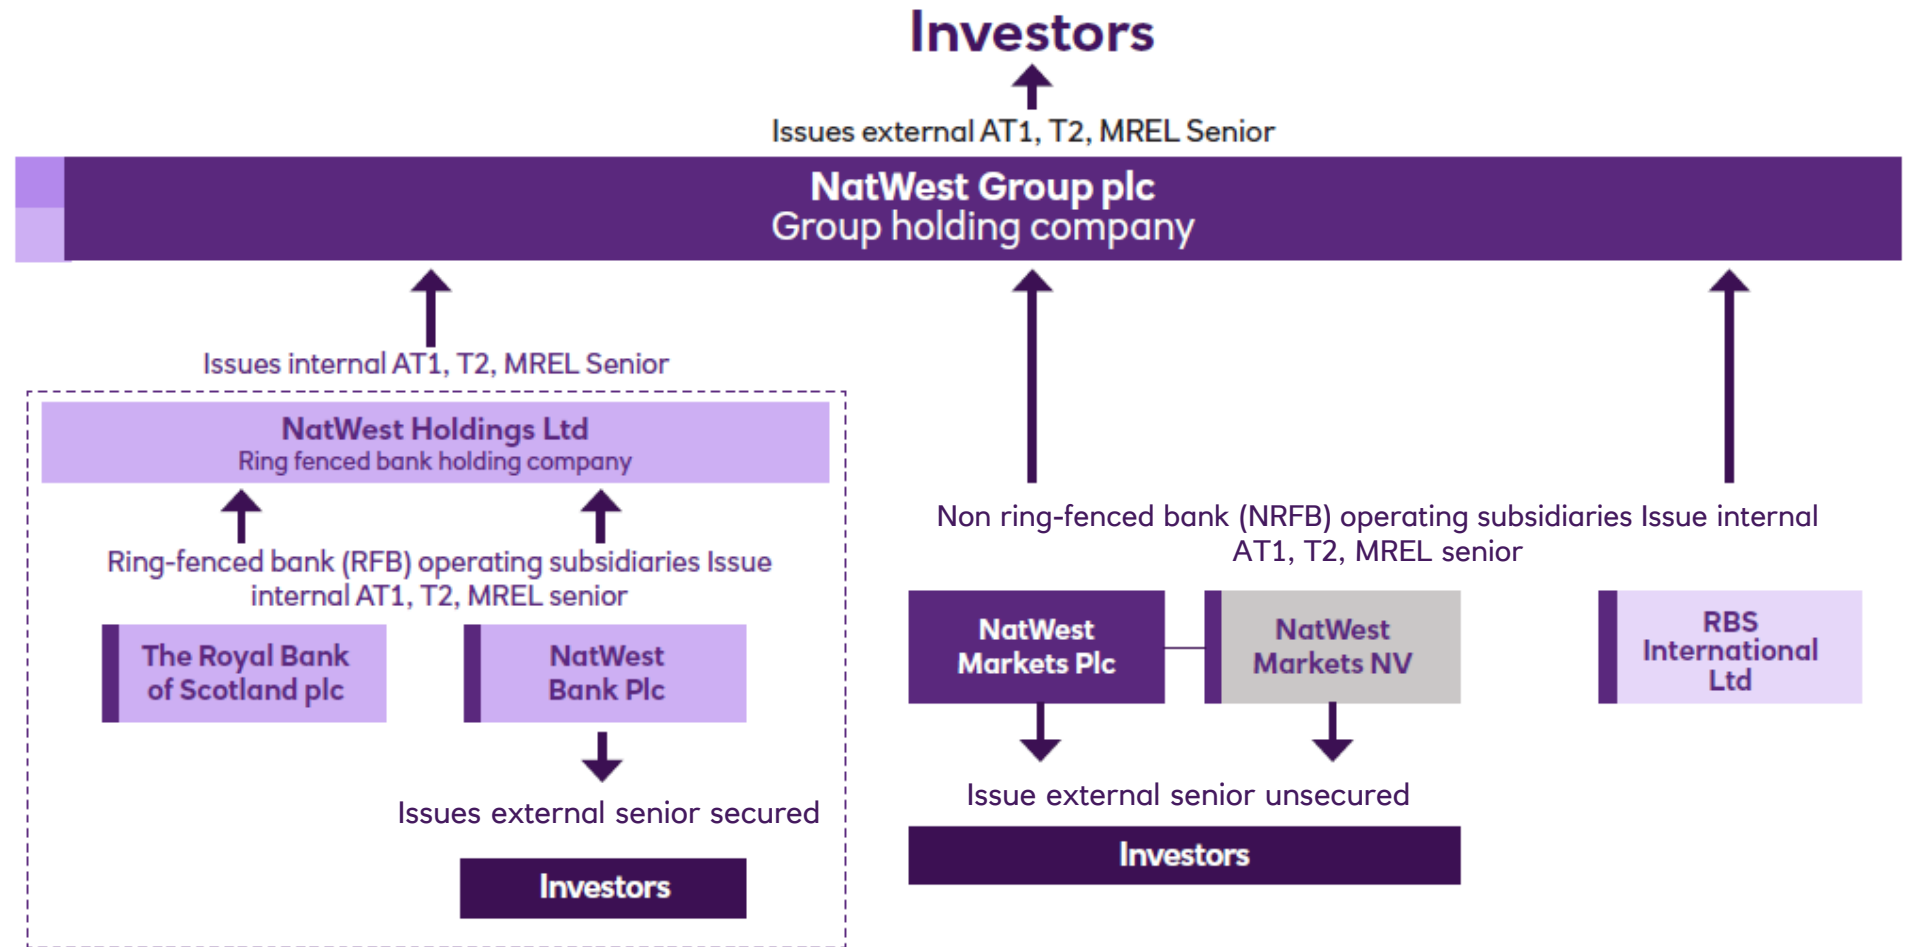 Investors
Issues external AT1, T2, MREL Senior
NatWest Group plc
Group holding company
Issues internal AT1, T2, MREL Senior
NatWest Holdings Ltd
Ring fenced bank holding company
Ring-fenced bank (RFB) operating subsidiaries Issue
internal AT1, T2, MREL senior
The Royal Bank
of Scotland plc
NatWest
Bank Plc
Issues external senior secured
Investors
Non ring-fenced bank (NRFB) operating subsidiaries Issue internal
AT1, T2, MREL senior
NatWest
Markets Plc
NatWest
Markets NV
RBS
International
Ltd
Issue external senior unsecured
Investors